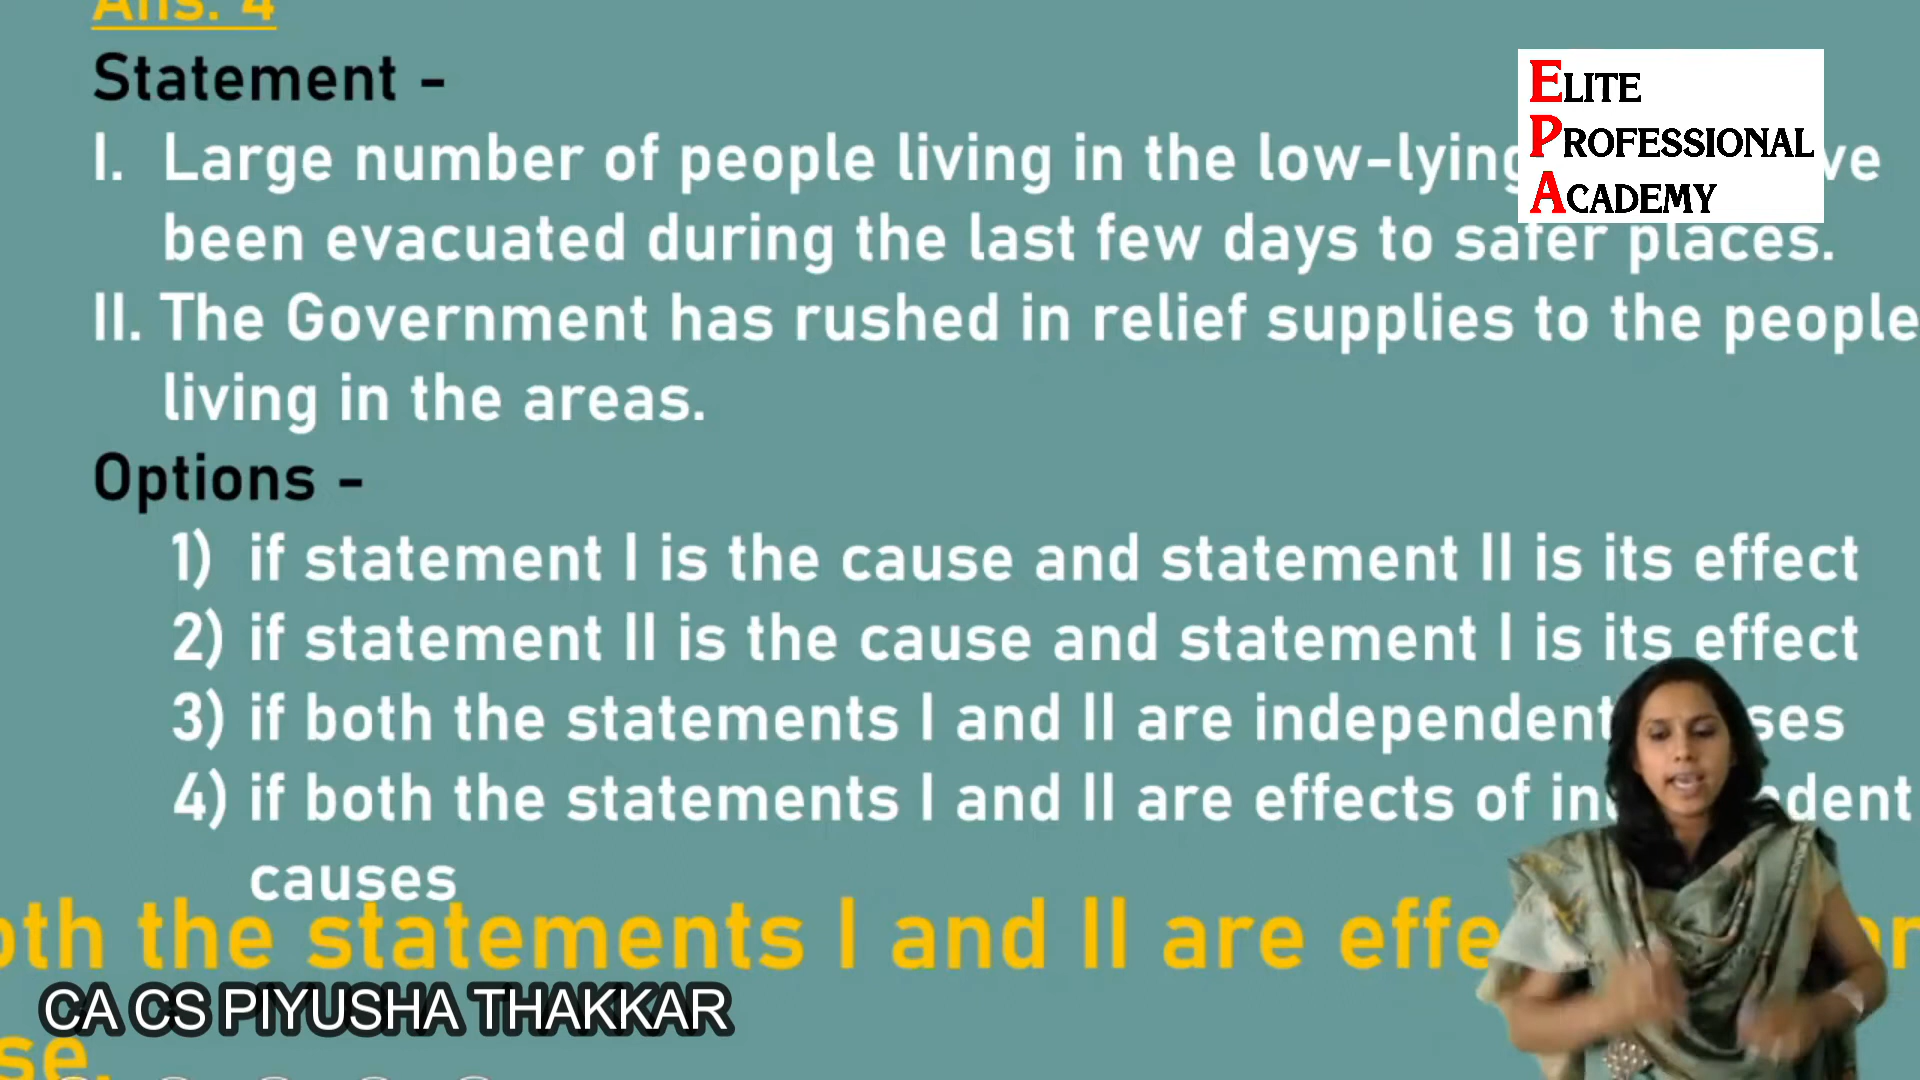 Ans. 4
Statement -
I. Large number of people living in the low-lying
been evacuated during the last few days to safer places.
II. The Government has rushed in relief supplies to the people
living in the areas.
Options -
1) if statement I is the cause and statement II is its effect
2) if statement II is the cause and statement I is its effect
3) if both the statements I and II are independent
4) if both the statements I and II are effects of
causes
the statements I and II are
CA CS PIYUSHA THAKKAR
ELITE
PROFESSIONAL
ACADEMY